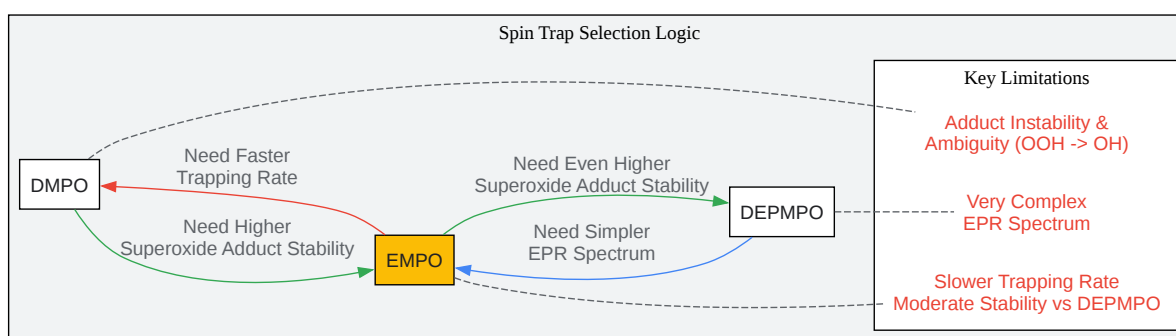 Spin Trap Selection Logic
Key Limitations
Adduct Instability &
Ambiguity (OOH -> OH)
Need Faster
Trapping Rate
Need Even Higher
Superoxide Adduct Stability
DMPO
DEPMPO
Very Complex
EPR Spectrum
Need Higher
Superoxide Adduct Stability
Need Simpler
EPR Spectrum
EMPO
Slower Trapping Rate
Moderate Stability vs DEPMPO